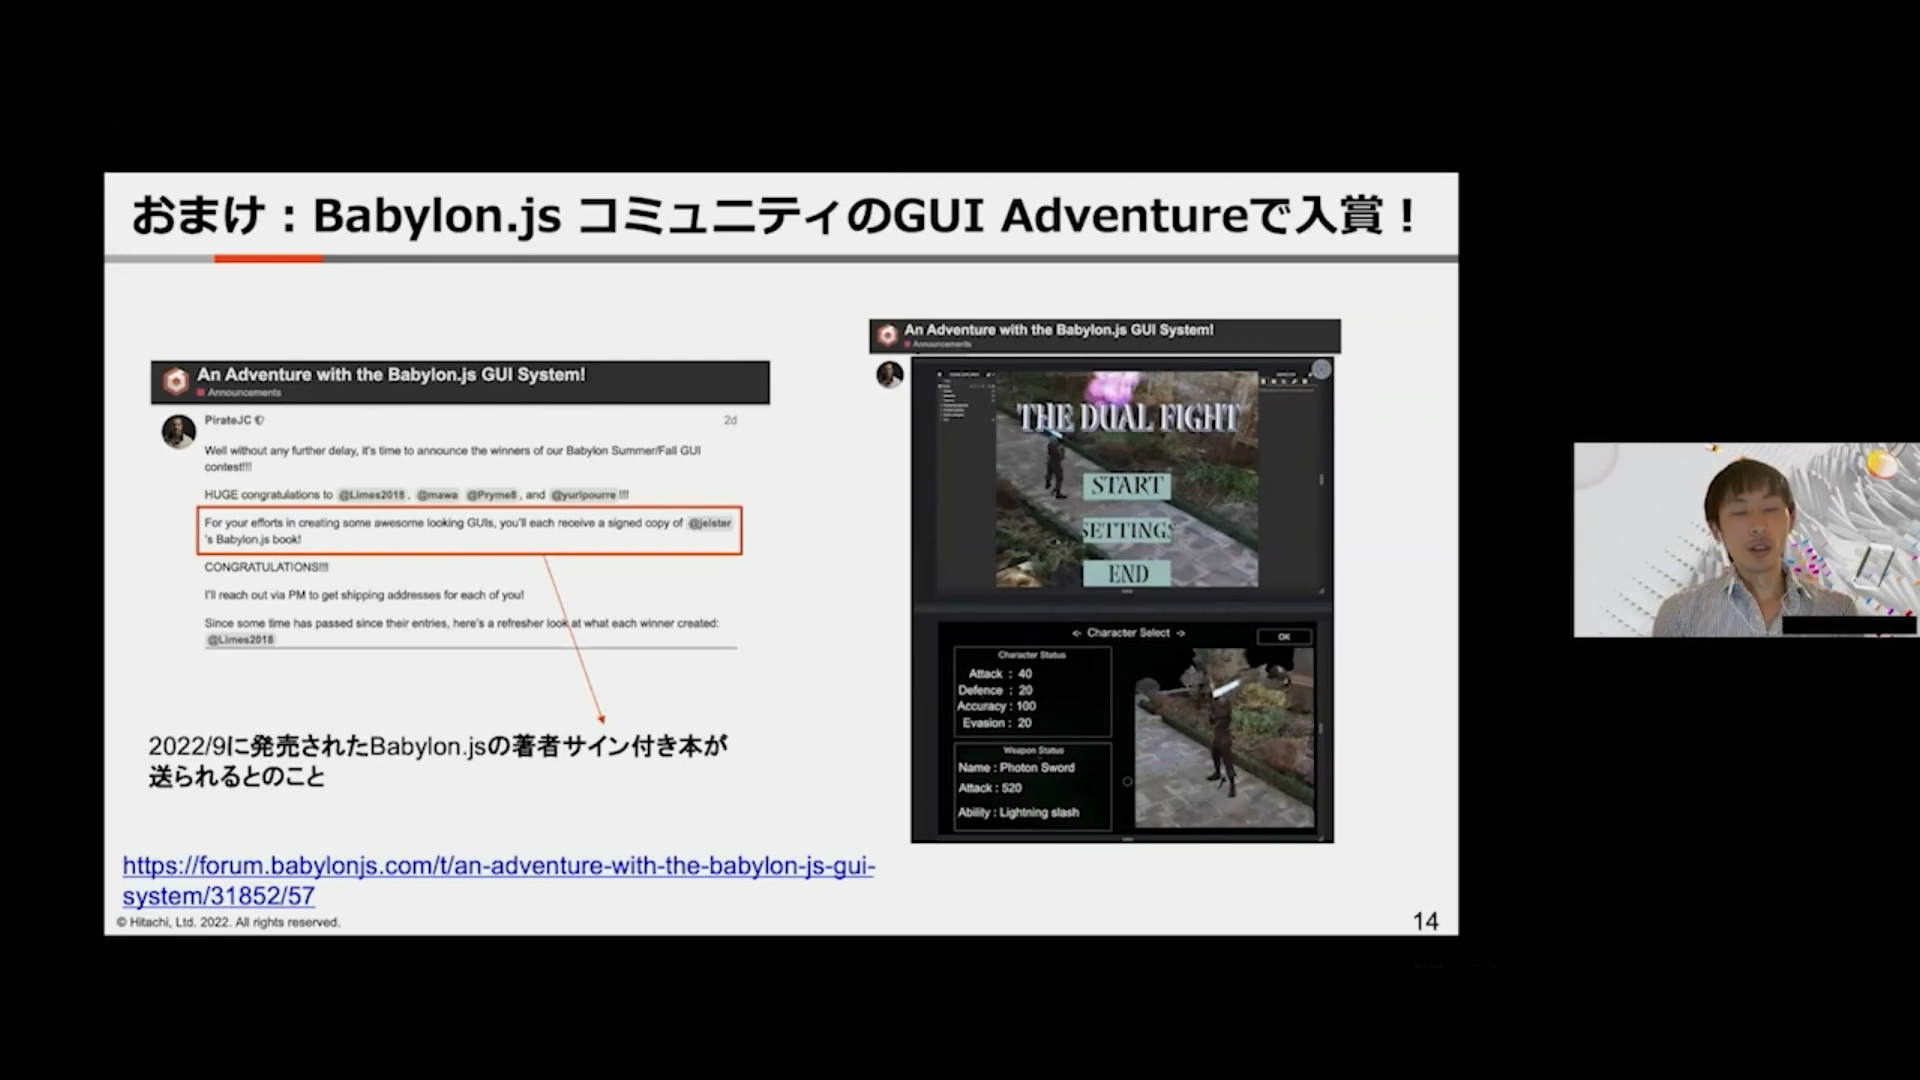 おまけ：Babylon.js コミュニティのGUI Adventureで入賞！
An Adventure with the Babylon.js GUI System!
Announcements
PirateJC
2d
Well without any further delay, it's time to announce the winners of our Babylon Summer/Fall GUI
contest!!!
HUGE congratulations to @Limes2018, @mawa @Pryme8, and @yuripourre !!!
For your efforts in creating some awesome looking GUIs, you'll each receive a signed copy of @jelster
's Babylon.js book!
CONGRATULATIONS!!!
I'll reach out via PM to get shipping addresses for each of you!
Since some time has passed since their entries, here's a refresher look at what each winner created:
@Limes2018
2022/9に発売されたBabylon.jsの著者サイン付き本が
送られるとのこと
https://forum.babylonjs.com/t/an-adventure-with-the-babylon-js-gui-
system/31852/57
An Adventure with the Babylon.js GUI System!
Announcements
THE DUAL FIGHT
START
SETTINGS
END
<- Character Select ->
OK
Character Status
Attack : 40
Defence : 20
Accuracy : 100
Evasion : 20
Weapon Status
Name : Photon Sword
Attack : 520
Ability : Lightning slash
© Hitachi, Ltd. 2022. All rights reserved.
14